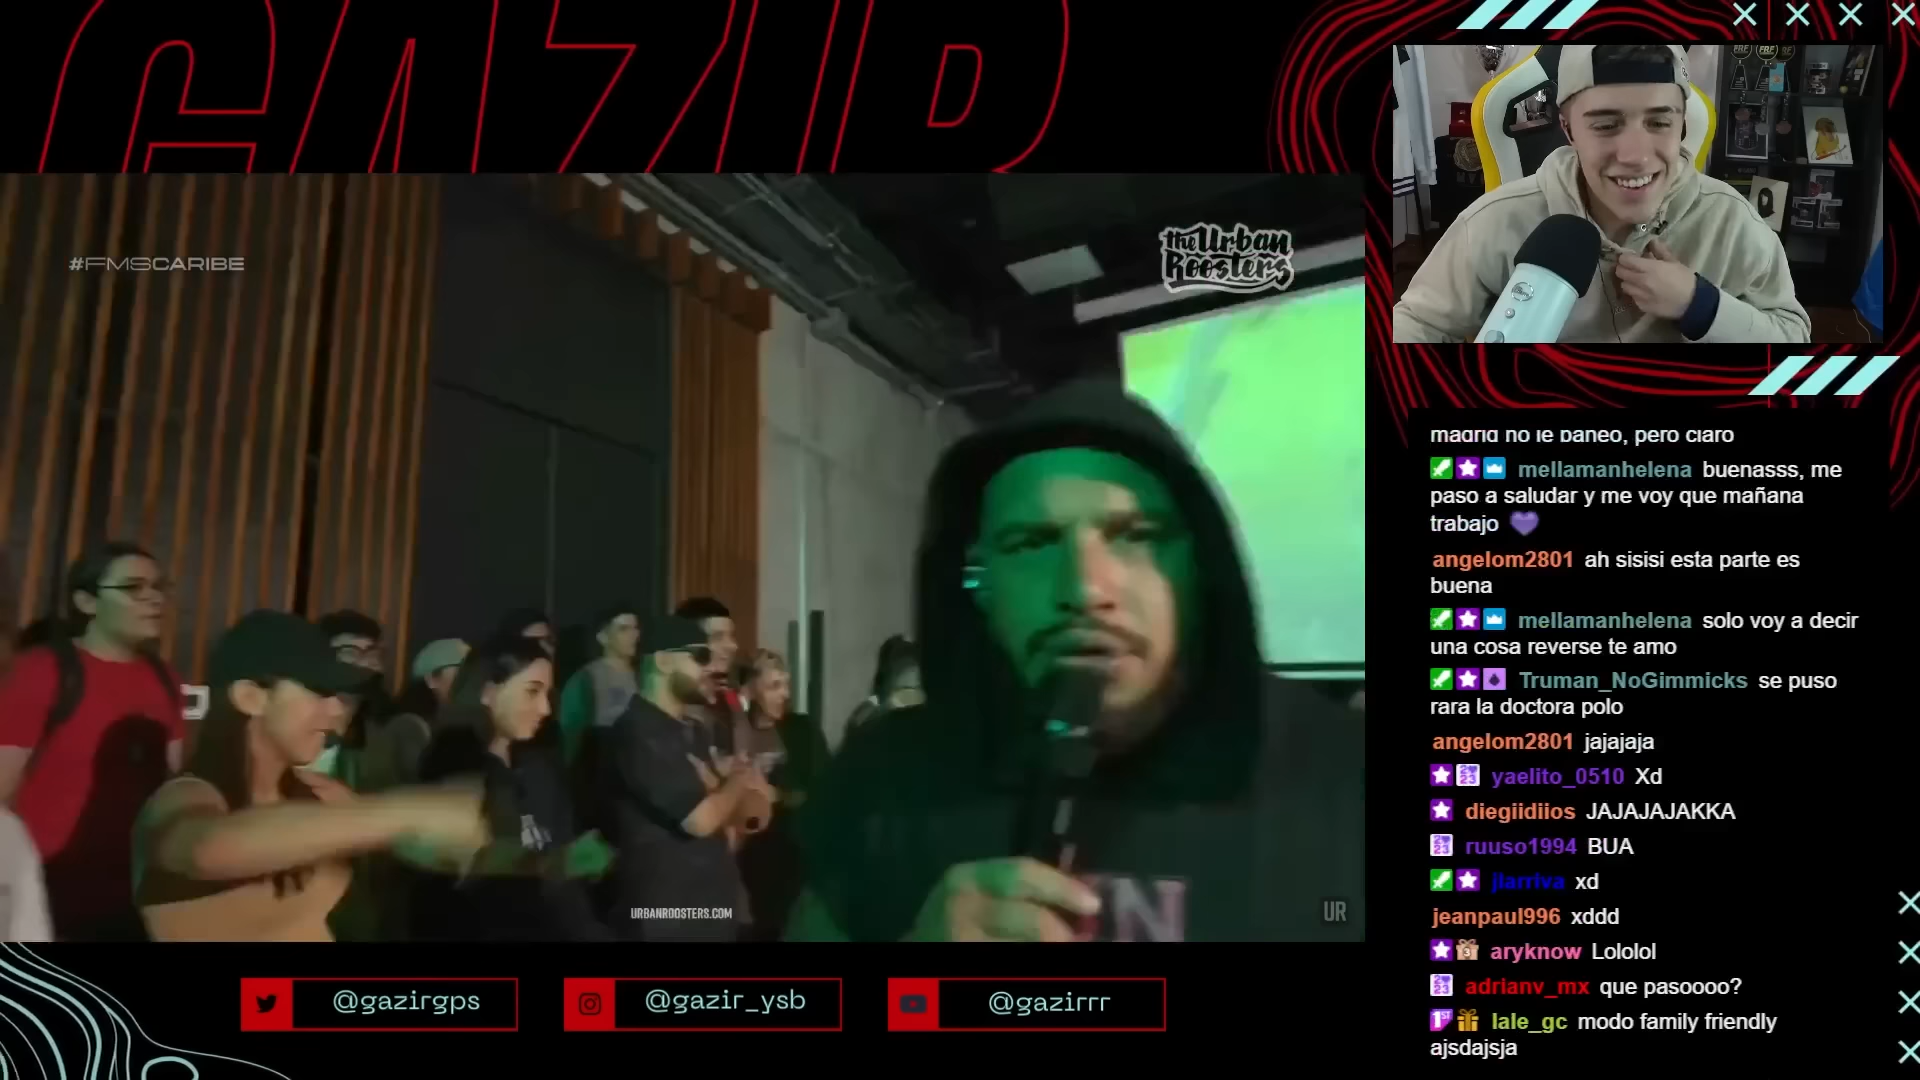 GAZIR
#FMSCARIBE
the Urban
Roosters
URBANROOSTERS.COM
UR
N
@gazirgps
@gazir_ysb
@gazirrr
madrid no le baneo, pero claro
mellamanhelena buenasss, me
paso a saludar y me voy que mañana
trabajo
angelom2801 ah sisisi esta parte es
buena
mellamanhelena solo voy a decir
una cosa reverse te amo
Truman_NoGimmicks se puso
rara la doctora polo
angelom2801 jajajaja
yaelito_0510 Xd
diegiidiios JAJAJAJAKKA
ruuso1994 BUA
jlarriva xd
jeanpaul996 xddd
aryknow Lololol
adrianv_mx que pasoooo?
lale_gc modo family friendly
ajsdajsja